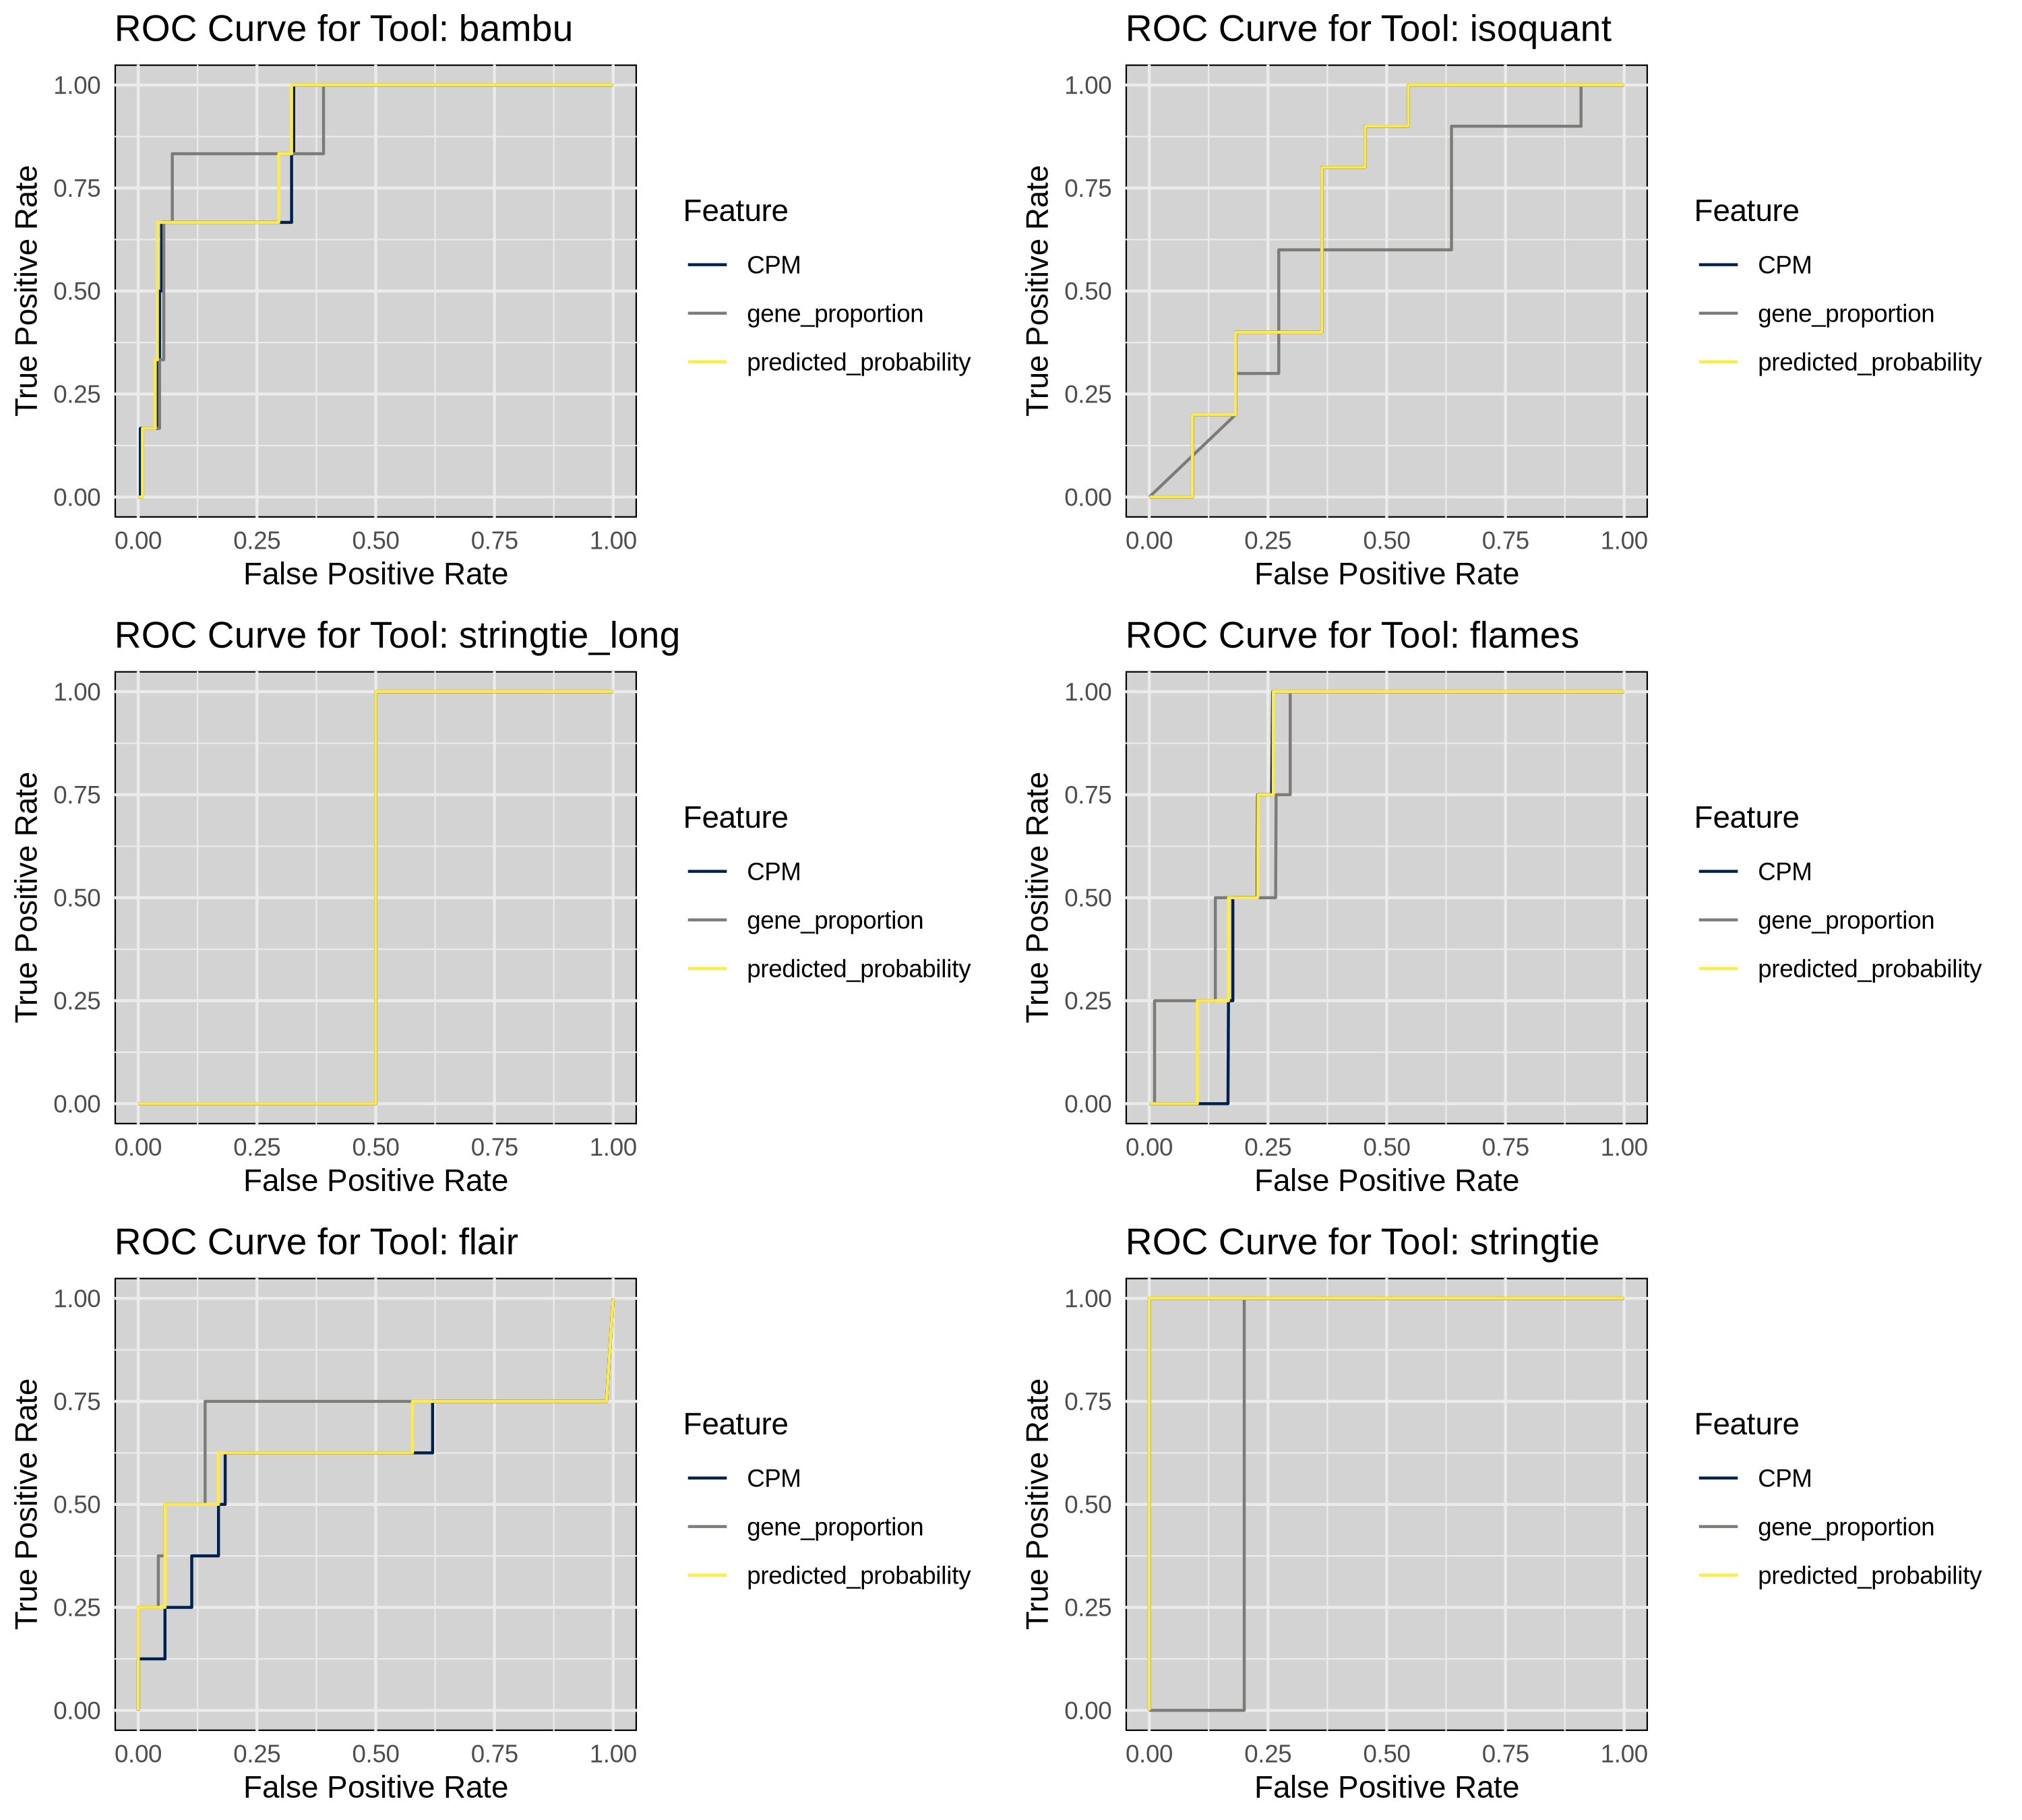 ROC Curve for Tool: bambu
True Positive Rate
1.00
0.75
0.50
0.25
0.00
0.00 0.25 0.50 0.75 1.00
False Positive Rate
Feature
CPM
gene_proportion
predicted_probability
ROC Curve for Tool: isoquant
True Positive Rate
1.00
0.75
0.50
0.25
0.00
0.00 0.25 0.50 0.75 1.00
False Positive Rate
Feature
CPM
gene_proportion
predicted_probability
ROC Curve for Tool: stringtie_long
True Positive Rate
1.00
0.75
0.50
0.25
0.00
0.00 0.25 0.50 0.75 1.00
False Positive Rate
Feature
CPM
gene_proportion
predicted_probability
ROC Curve for Tool: flames
True Positive Rate
1.00
0.75
0.50
0.25
0.00
0.00 0.25 0.50 0.75 1.00
False Positive Rate
Feature
CPM
gene_proportion
predicted_probability
ROC Curve for Tool: flair
True Positive Rate
1.00
0.75
0.50
0.25
0.00
0.00 0.25 0.50 0.75 1.00
False Positive Rate
Feature
CPM
gene_proportion
predicted_probability
ROC Curve for Tool: stringtie
True Positive Rate
1.00
0.75
0.50
0.25
0.00
0.00 0.25 0.50 0.75 1.00
False Positive Rate
Feature
CPM
gene_proportion
predicted_probability